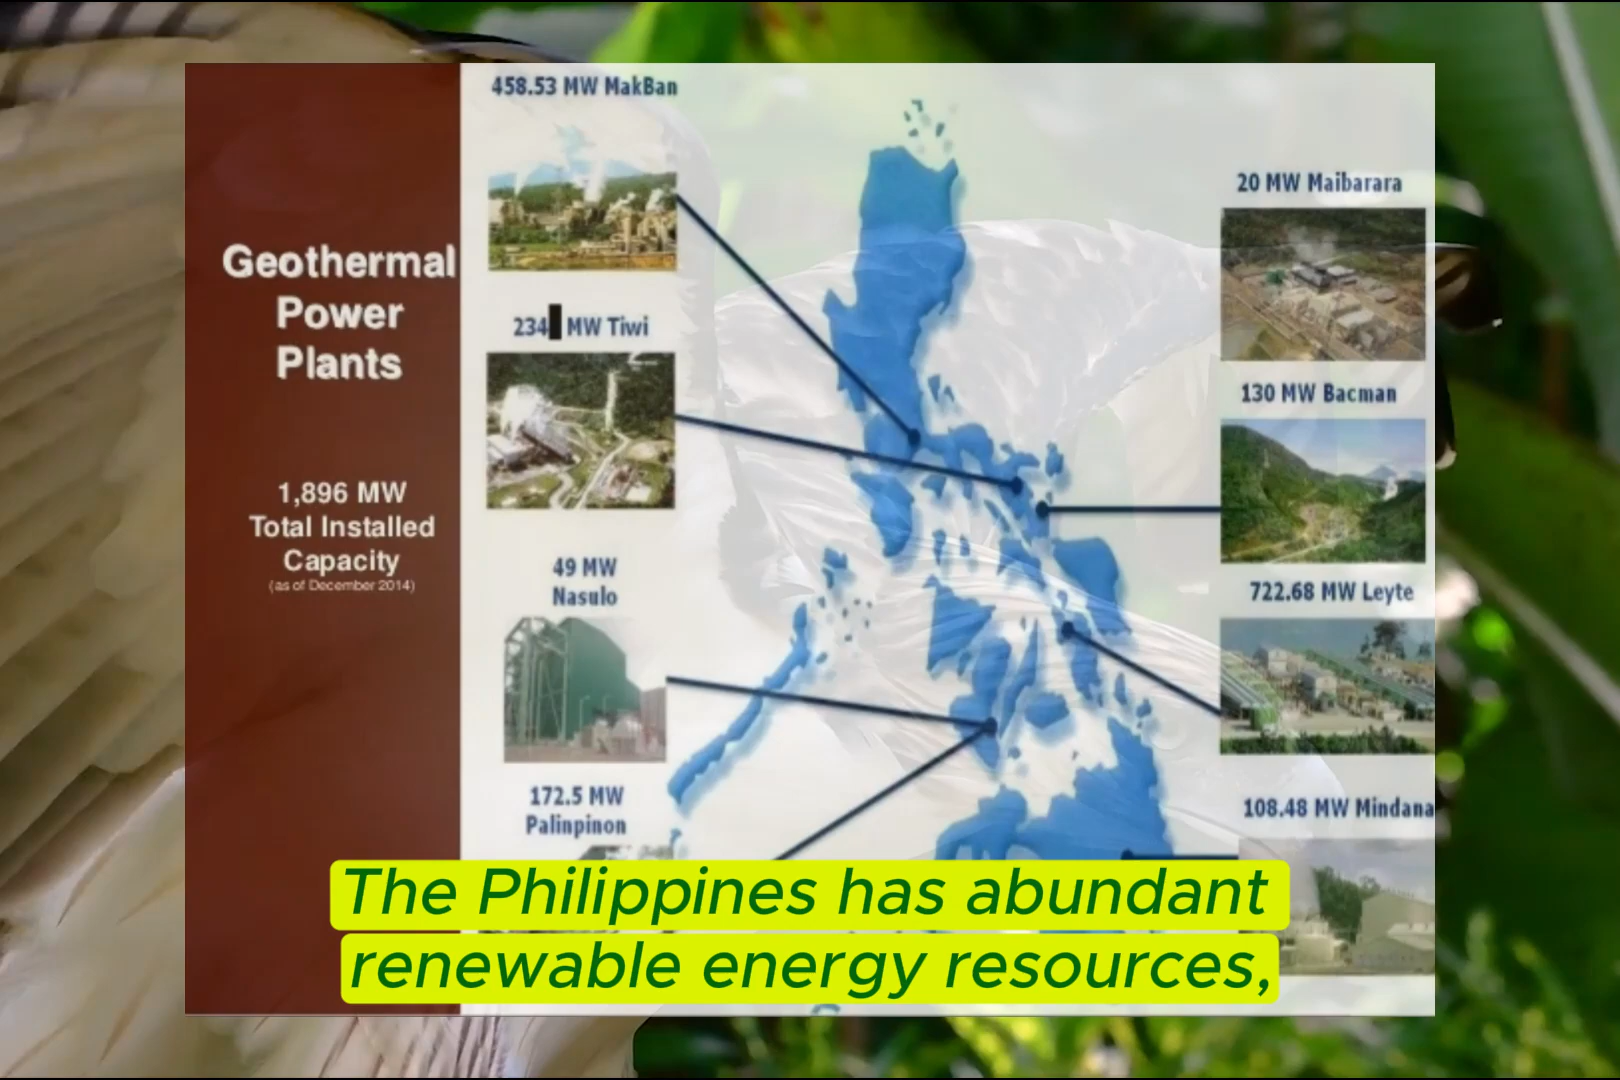 Geothermal
Power
Plants
1,896 MW
Total Installed
Capacity
(as of December 2014)
458.53 MW MakBan
234 MW Tiwi
49 MW
Nasulo
172.5 MW
Palinpinon
20 MW Maibarara
130 MW Bacman
722.68 MW Leyte
108.48 MW Mindana
The Philippines has abundant
renewable energy resources,